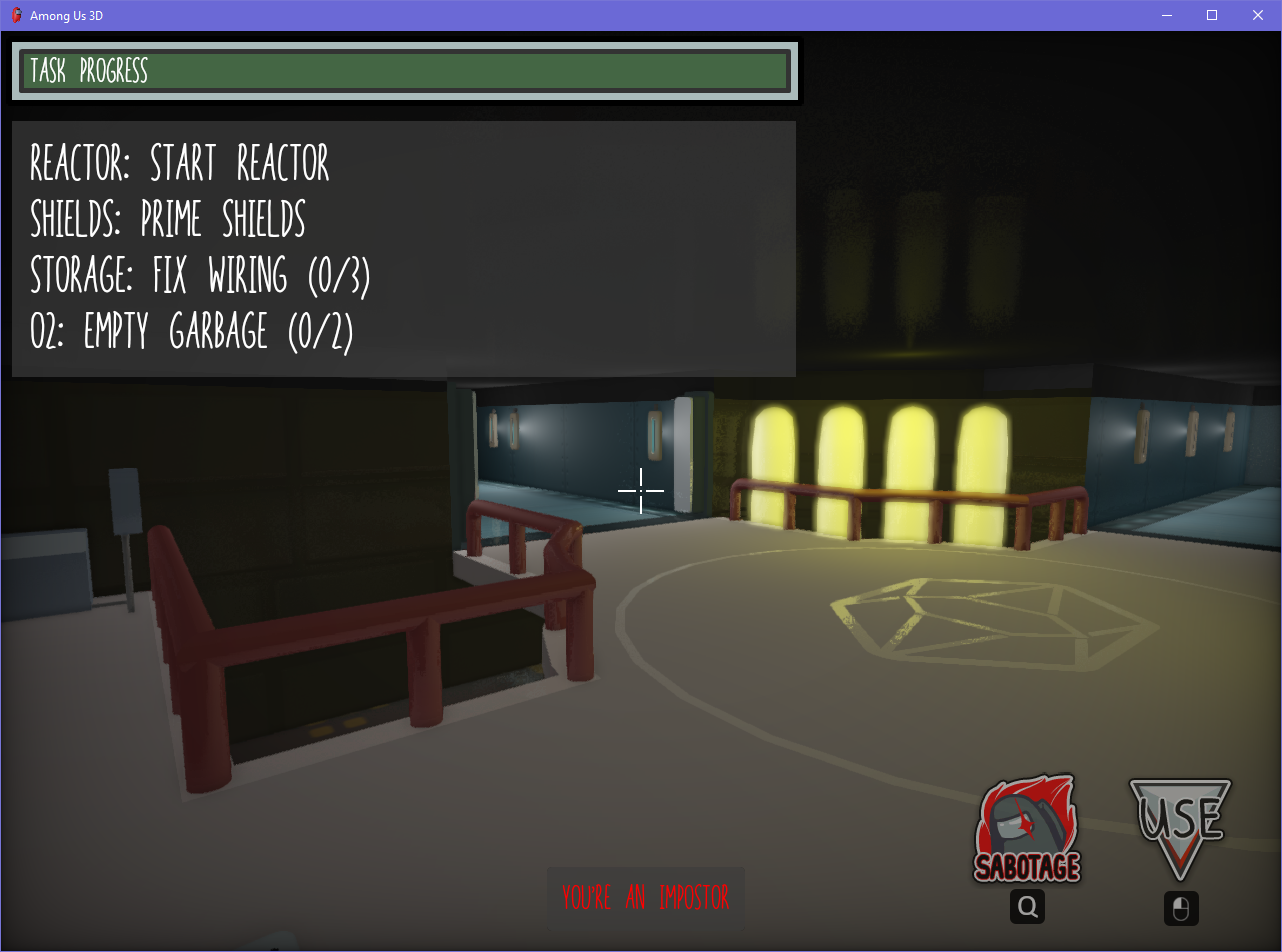 Among Us 3D
TASK PROGRESS
REACTOR: START REACTOR
SHIELDS: PRIME SHIELDS
STORAGE: FIX WIRING (0/3)
O2: EMPTY GARBAGE (0/2)
SABOTAGE
USE
Q
YOU'RE AN IMPOSTOR